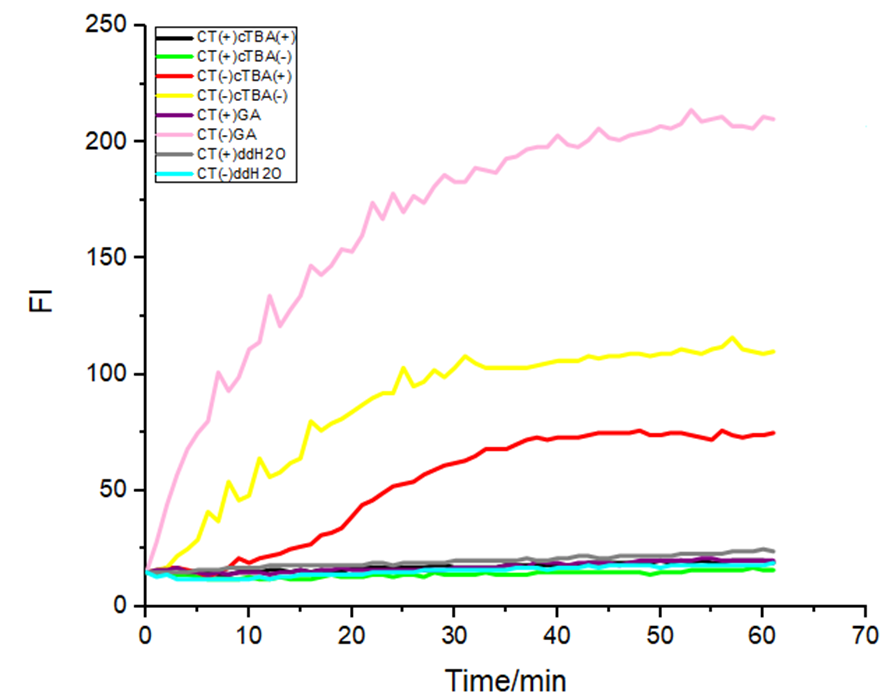 250
200
150
100
50
0
FI
CT(+)cTBA(+)
CT(+)cTBA(-)
CT(-)cTBA(+)
CT(-)cTBA(-)
CT(+)GA
CT(-)GA
CT(+)ddH2O
CT(-)ddH2O
0 10 20 30 40 50 60 70
Time/min